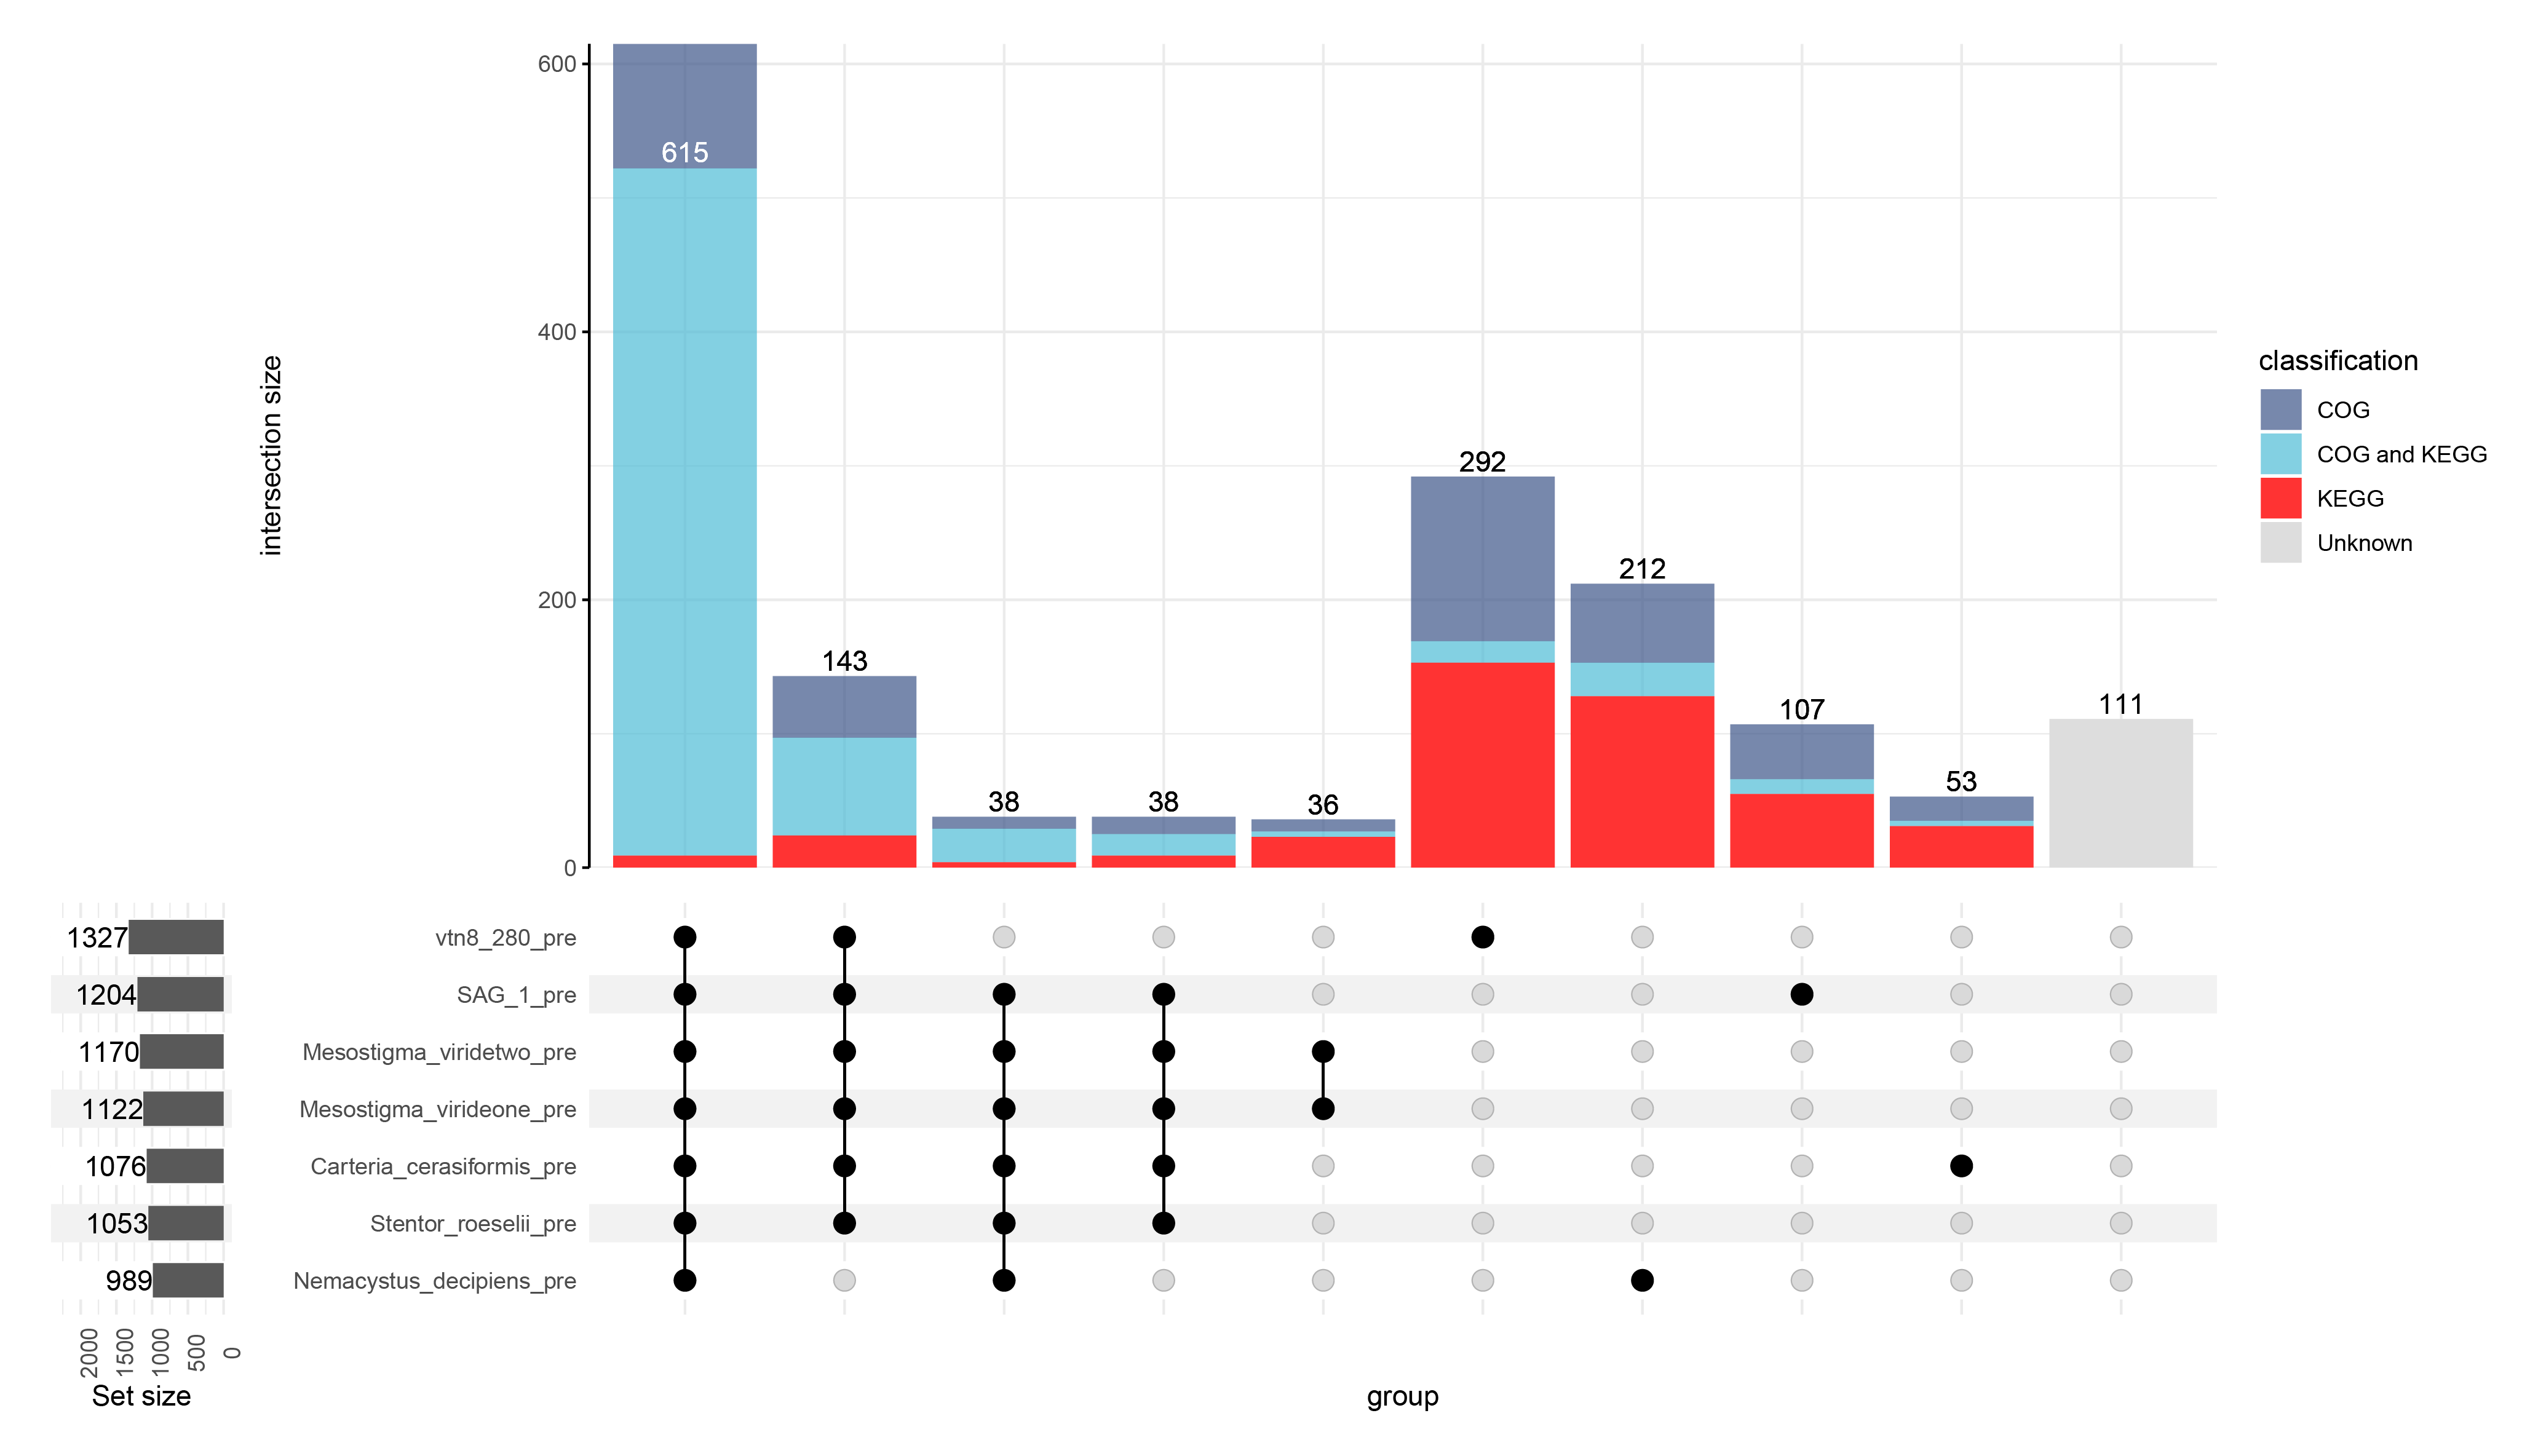 600
400
200
0
intersection size
615
143
38
38
36
292
212
107
53
111
classification
COG
COG and KEGG
KEGG
Unknown
1327
1204
1170
1122
1076
1053
989
vtn8_280_pre
SAG_1_pre
Mesostigma_viridetwo_pre
Mesostigma_virideone_pre
Carteria_cerasiformis_pre
Stentor_roeselii_pre
Nemacystus_decipiens_pre
2000
1500
1000
500
0
Set size
group